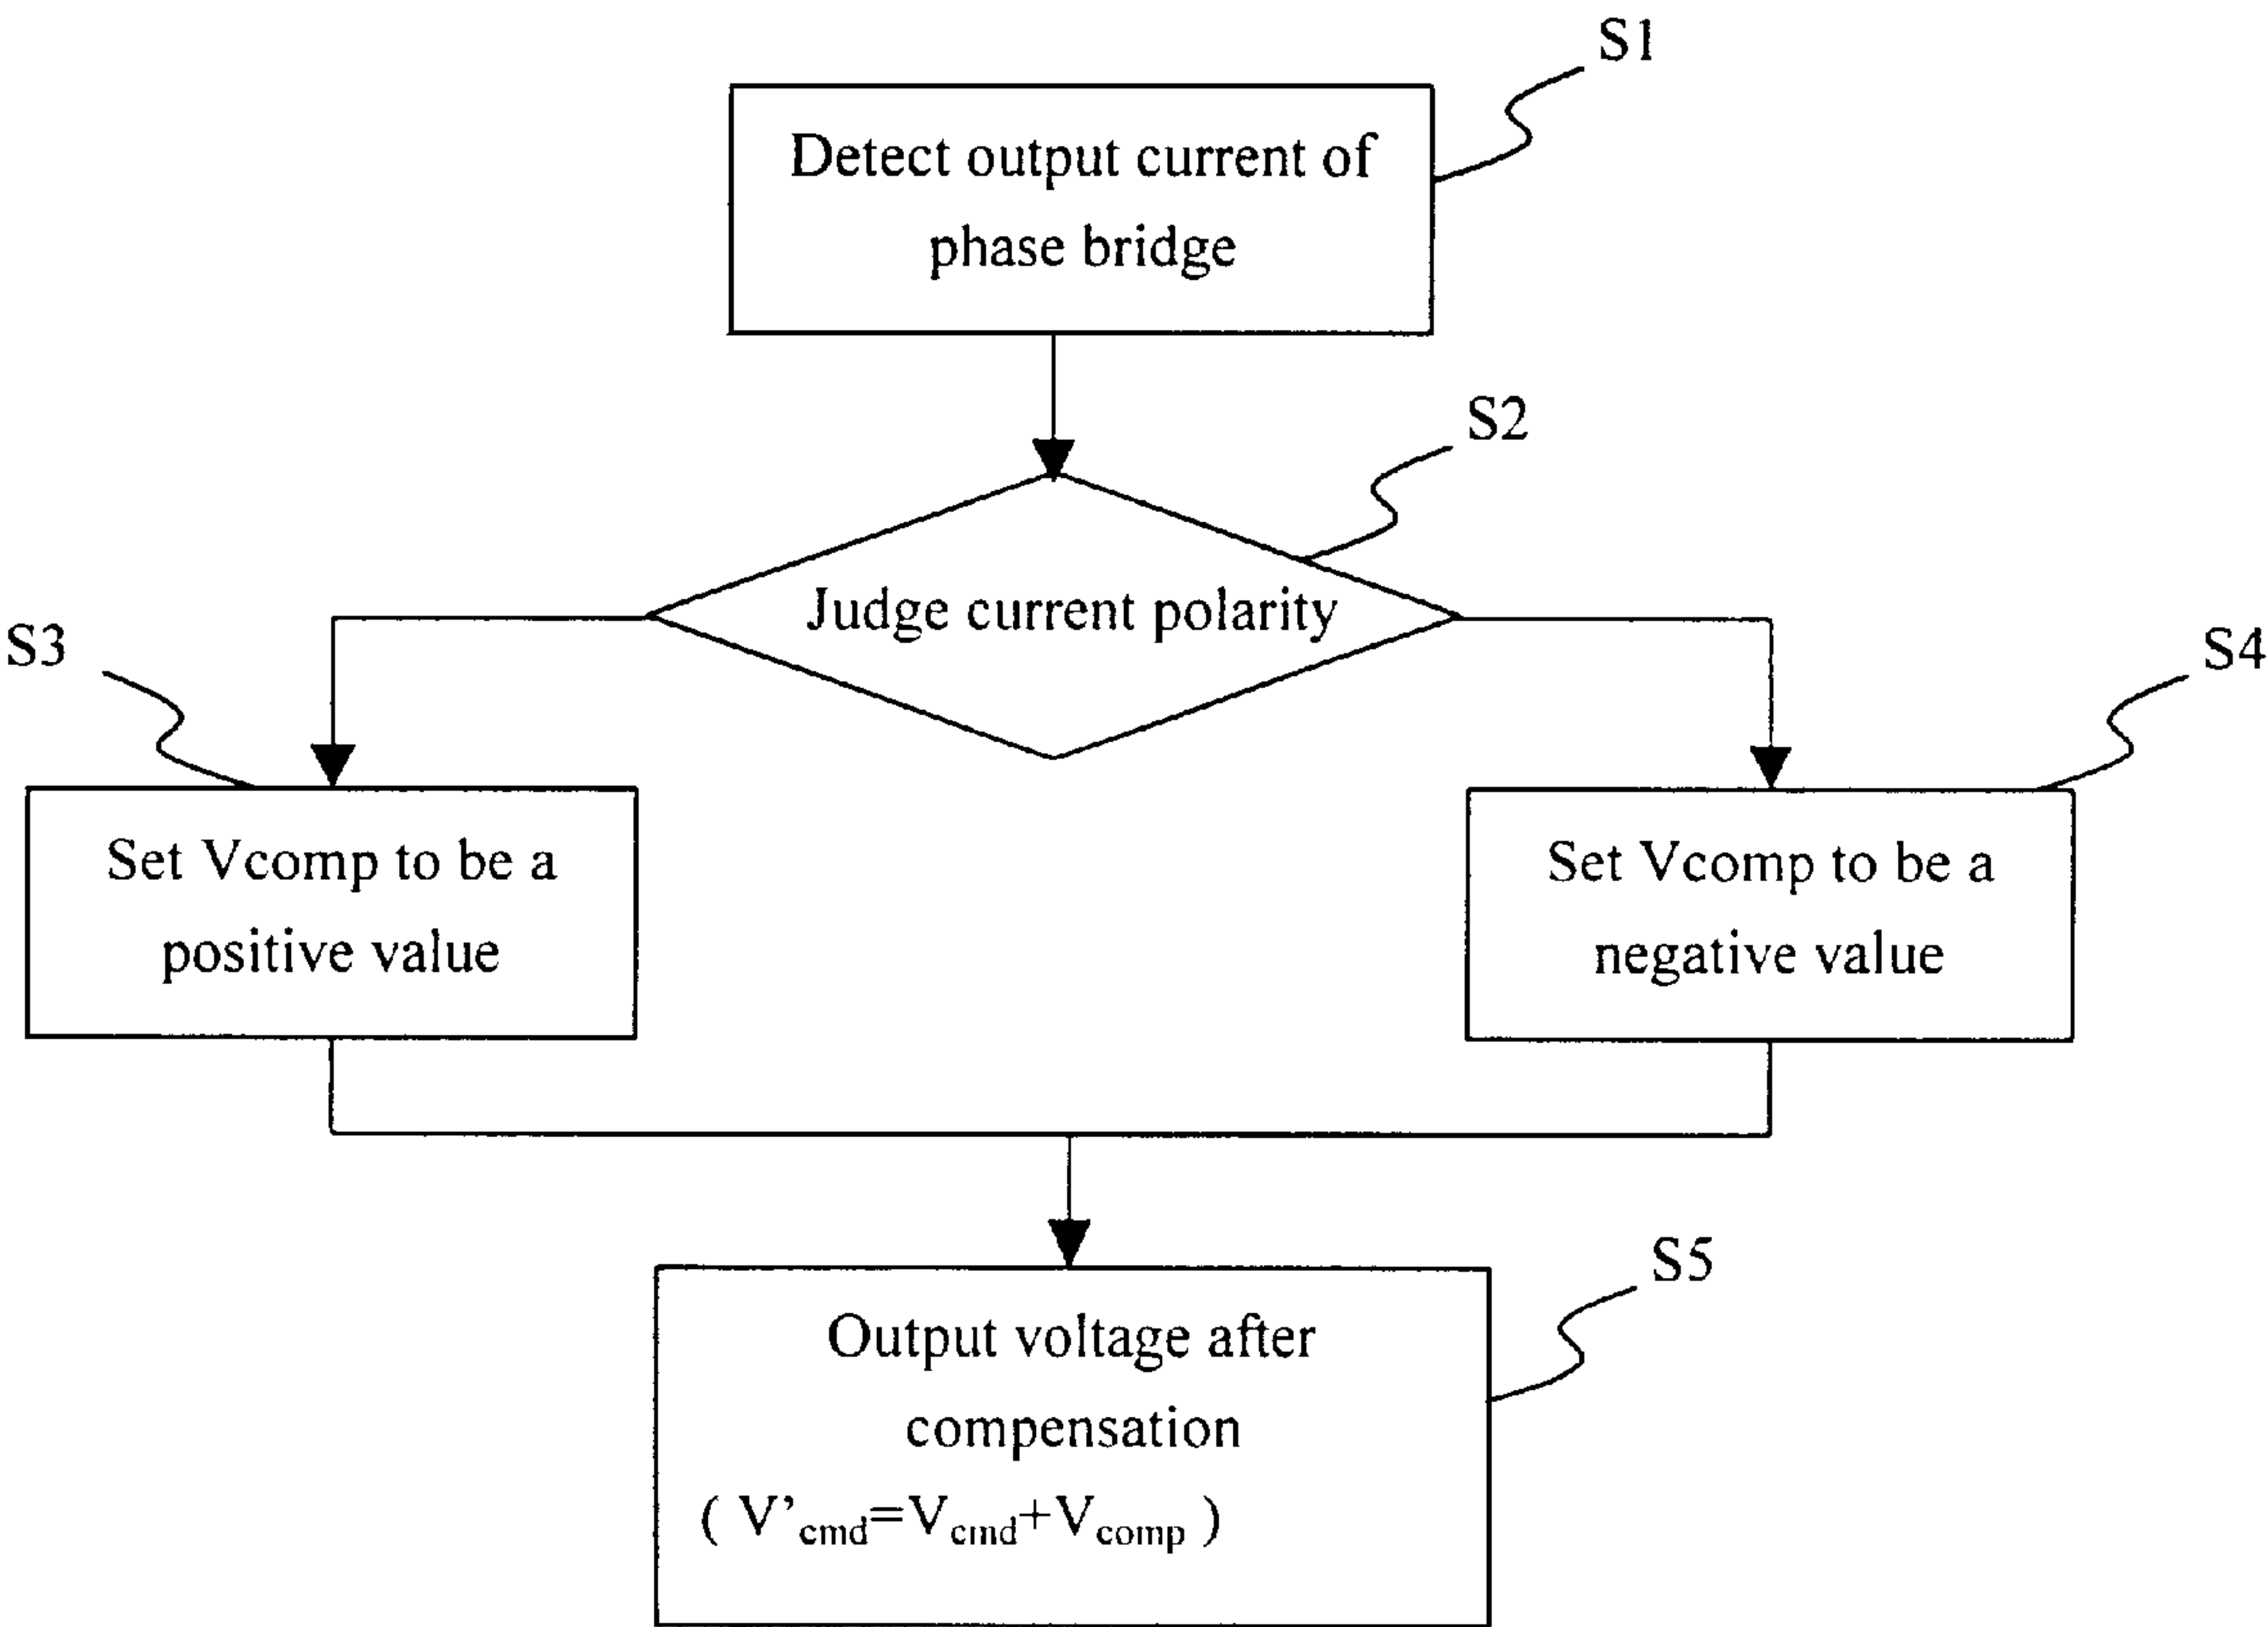 S1
Detect output current of
phase bridge
S2
Judge current polarity
S3
S4
Set Vcomp to be a
positive value
Set Vcomp to be a
negative value
S5
Output voltage after
compensation
( V’cmd=Vcmd+Vcomp )